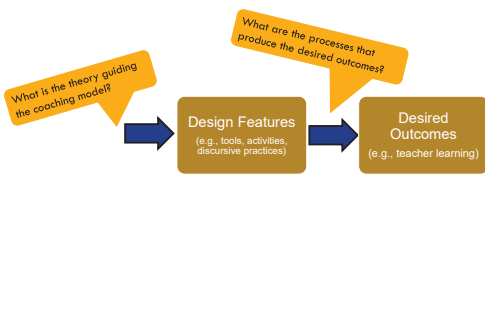 What is the theory guiding
the coaching model?
What are the processes that
produce the desired outcomes?
Design Features
(e.g., tools, activities,
discursive practices)
Desired
Outcomes
(e.g., teacher learning)